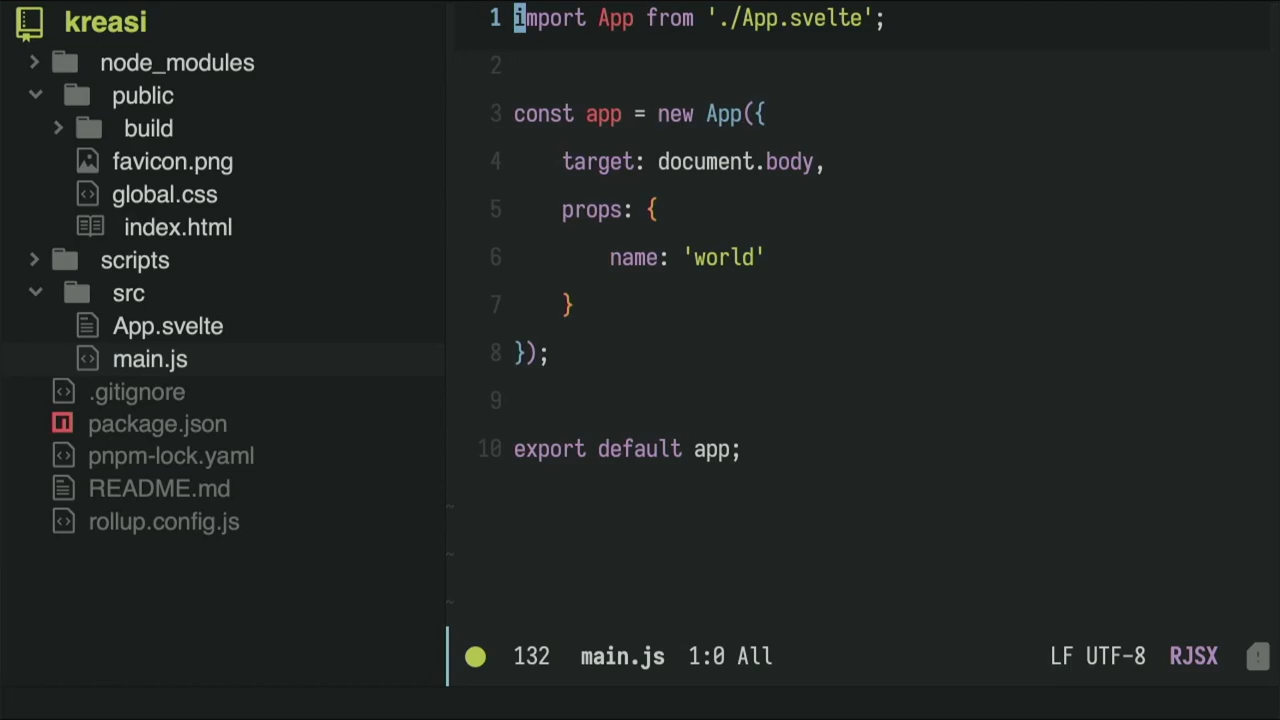 kreasi
node_modules
public
build
favicon.png
global.css
index.html
scripts
src
App.svelte
main.js
.gitignore
package.json
pnpm-lock.yaml
README.md
rollup.config.js
1 import App from './App.svelte';
2
3 const app = new App({
4 target: document.body,
5 props: {
6 name: 'world'
7 }
8 });
9
10 export default app;
~
~
~
132 main.js 1:0 All LF UTF-8 RJSX